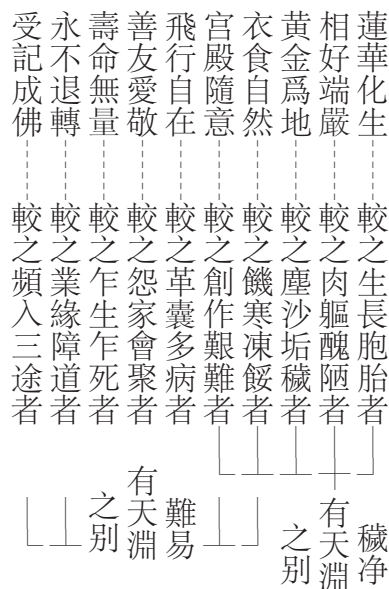 蓮華化生……較之生長胞胎者
相好端嚴……較之肉軀醜陋者
黄金爲地……較之塵沙垢穢者
衣食自然……較之饑寒凍餒者
宮殿隨意……較之創作艱難者
飛行自在……較之革囊多病者
善友愛敬……較之怨家會聚者
壽命無量……較之乍生乍死者
永不退轉……較之業緣障道者
受記成佛……較之頻入三途者
穢净
有天淵
之别
難易
有天淵
之别